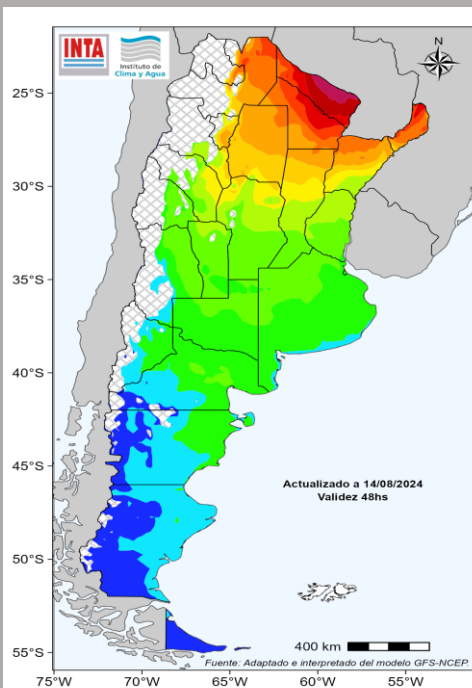 INTA
Instituto de
Clima y Agua
25°S
30°S
35°S
40°S
45°S
50°S
55°S
Actualizado a 14/08/2024
Validez 48hs
400 km
Fuente: Adaptado e interpretado del modelo GFS-NCEP.
75°W
70°W
65°W
60°W
55°W